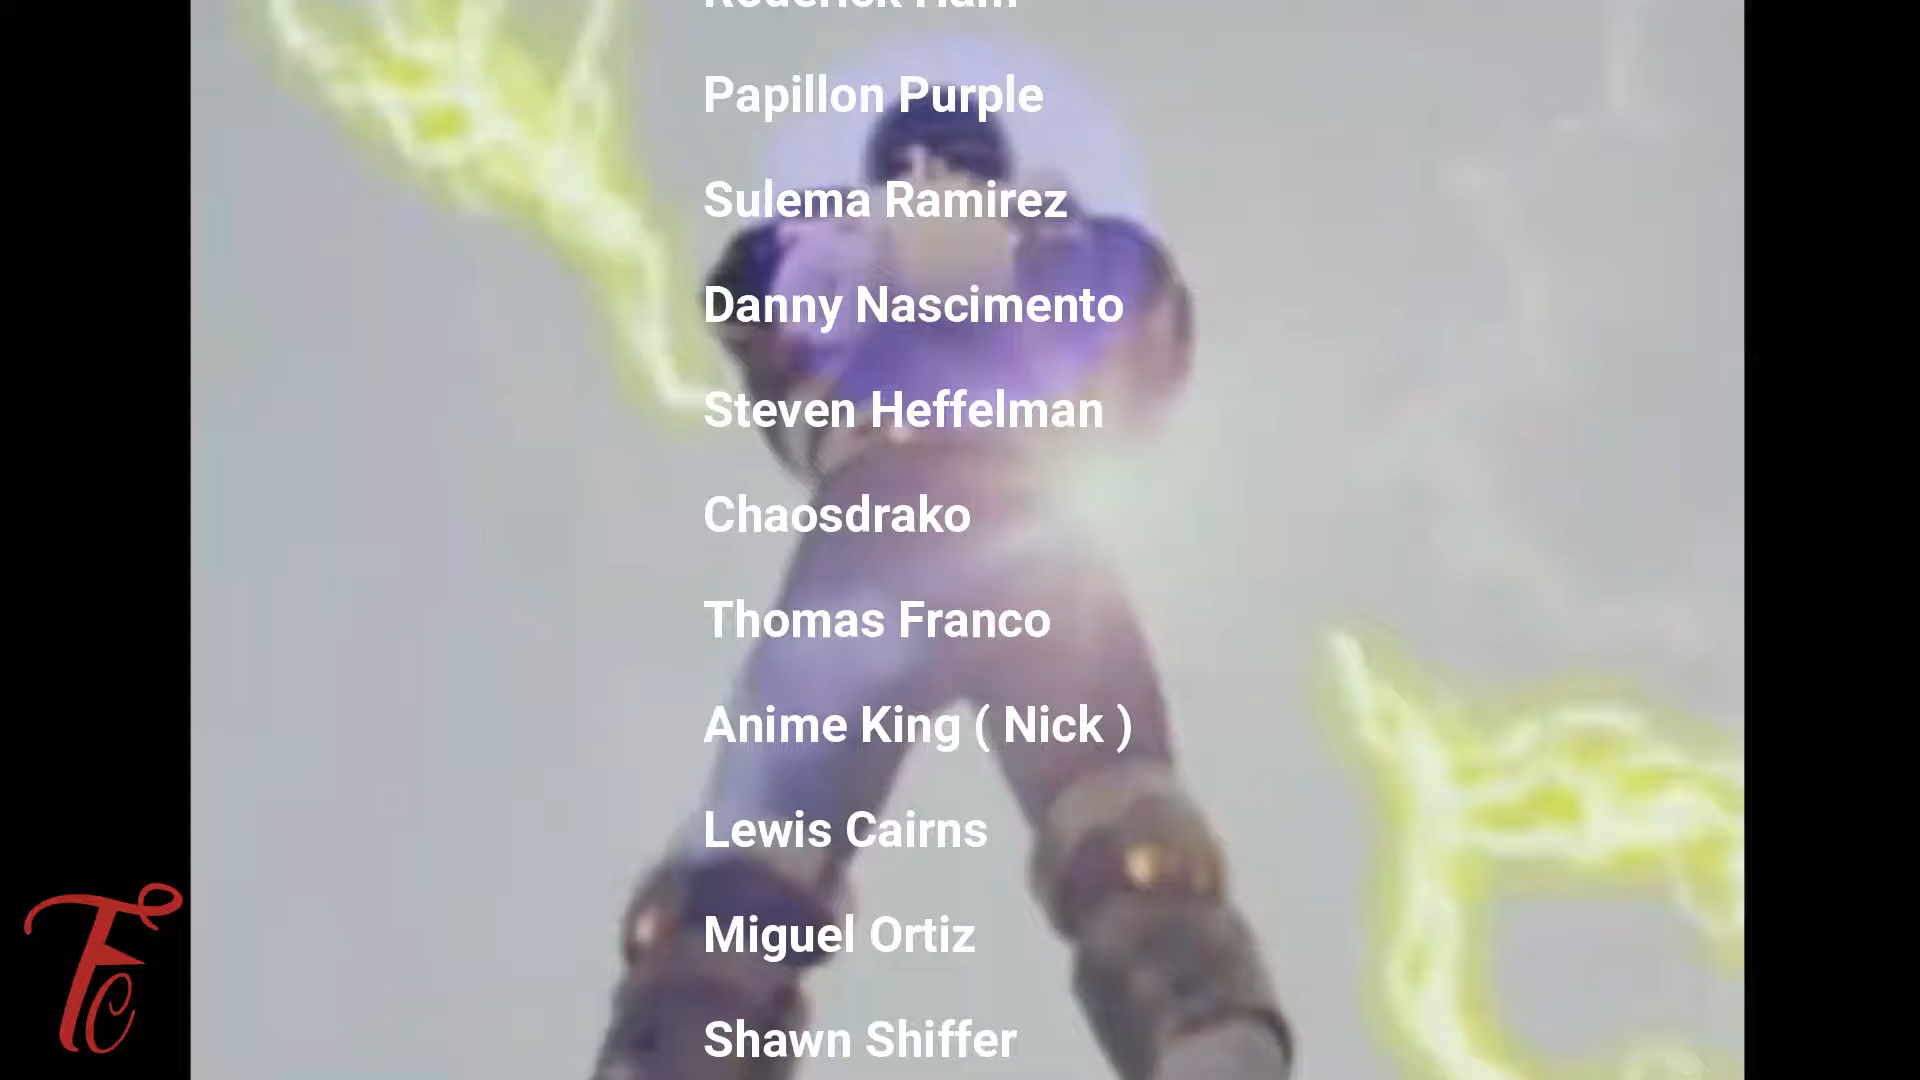 Papillon Purple
Sulema Ramirez
Danny Nascimento
Steven Heffelman
Chaosdrako
Thomas Franco
Anime King ( Nick )
Lewis Cairns
Miguel Ortiz
Shawn Shiffer
TFC